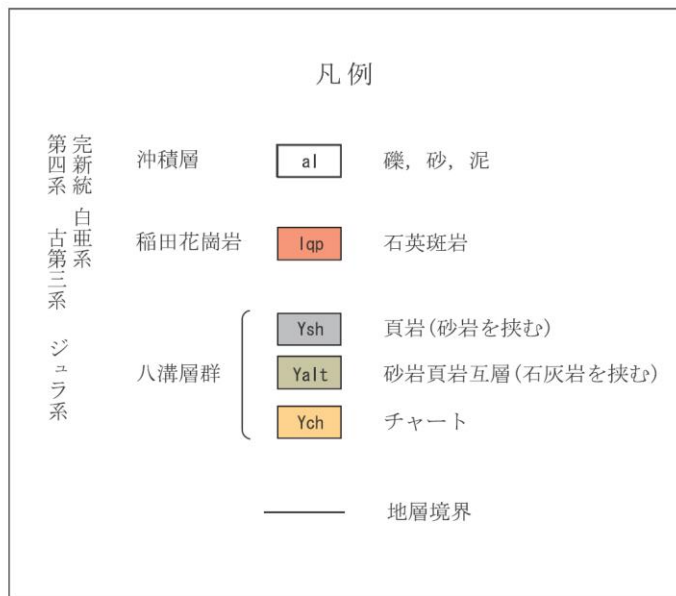 凡例
第四系
完新統
沖積層 al 礫, 砂, 泥
古第三系
白亜系
稲田花崗岩 Iqp 石英斑岩
ジュラ系
八溝層群
Ysh 頁岩(砂岩を挟む)
Yalt 砂岩頁岩互層(石灰岩を挟む)
Ych チャート
地層境界